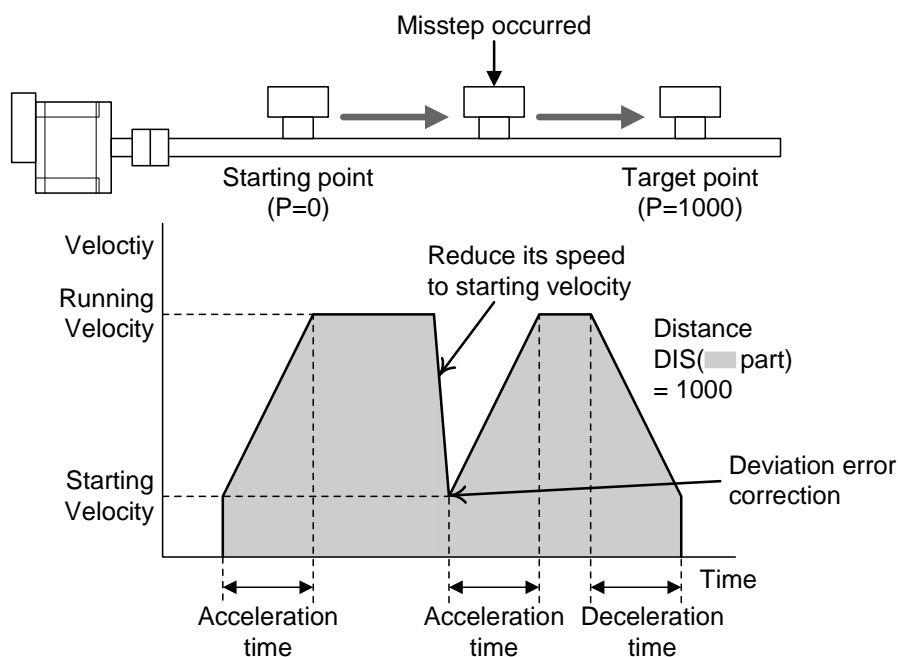 Misstep occurred
Starting point
(P=0)
Target point
(P=1000)
Veloctiy
Running
Velocity
Reduce its speed
to starting velocity
Distance
DIS( part)
= 1000
Starting
Velocity
Deviation error
correction
Time
Acceleration
time
Acceleration
time
Deceleration
time